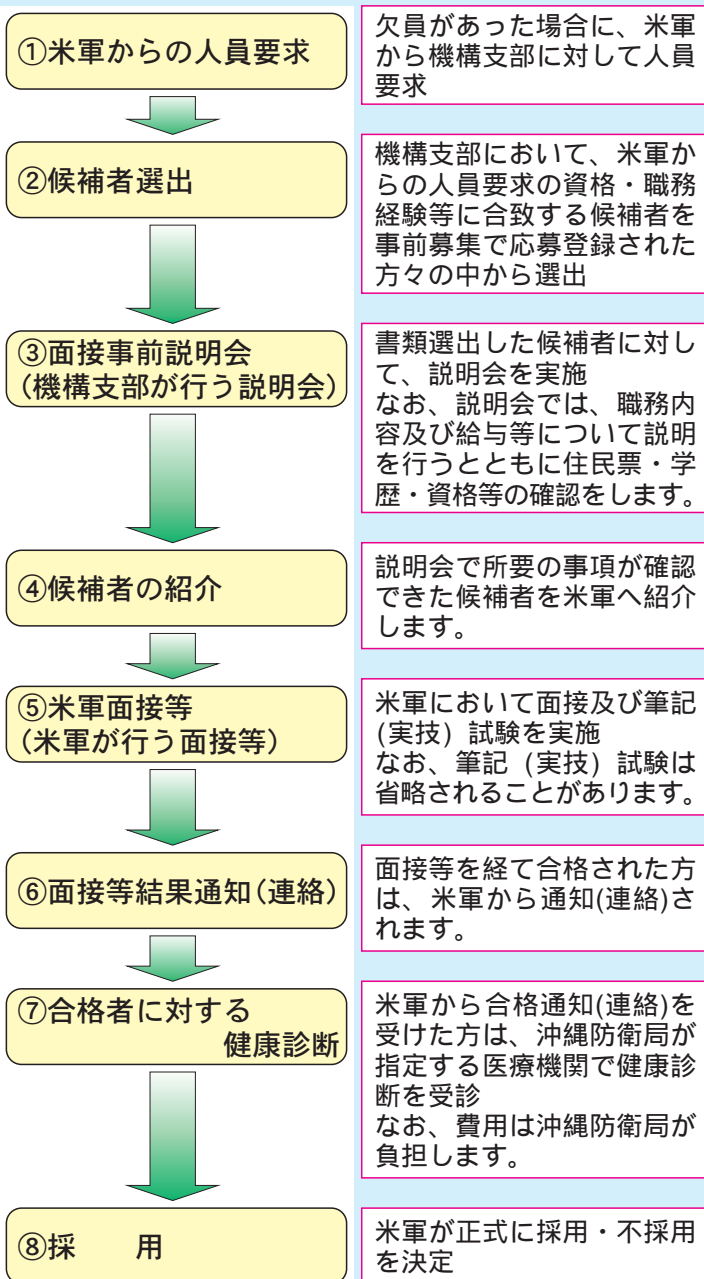 ①米軍からの人員要求
欠員があった場合に、米軍
から機構支部に対して人員
要求
②候補者選出
機構支部において、米軍か
らの人員要求の資格・職務
経験等に合致する候補者を
事前募集で応募登録された
方々の中から選出
③面接事前説明会
(機構支部が行う説明会)
書類選出した候補者に対し
て、説明会を実施
なお、説明会では、職務内
容及び給与等について説明
を行うとともに住民票・学
歴・資格等の確認をします。
④候補者の紹介
説明会で所要の事項が確認
できた候補者を米軍へ紹介
します。
⑤米軍面接等
(米軍が行う面接等)
米軍において面接及び筆記
(実技) 試験を実施
なお、筆記 (実技) 試験は
省略されることがあります。
⑥面接等結果通知(連絡)
面接等を経て合格された方
は、米軍から通知(連絡)さ
れます。
⑦合格者に対する
健康診断
米軍から合格通知(連絡)を
受けた方は、沖縄防衛局が
指定する医療機関で健康診
断を受診
なお、費用は沖縄防衛局が
負担します。
⑧採　　用
米軍が正式に採用・不採用
を決定